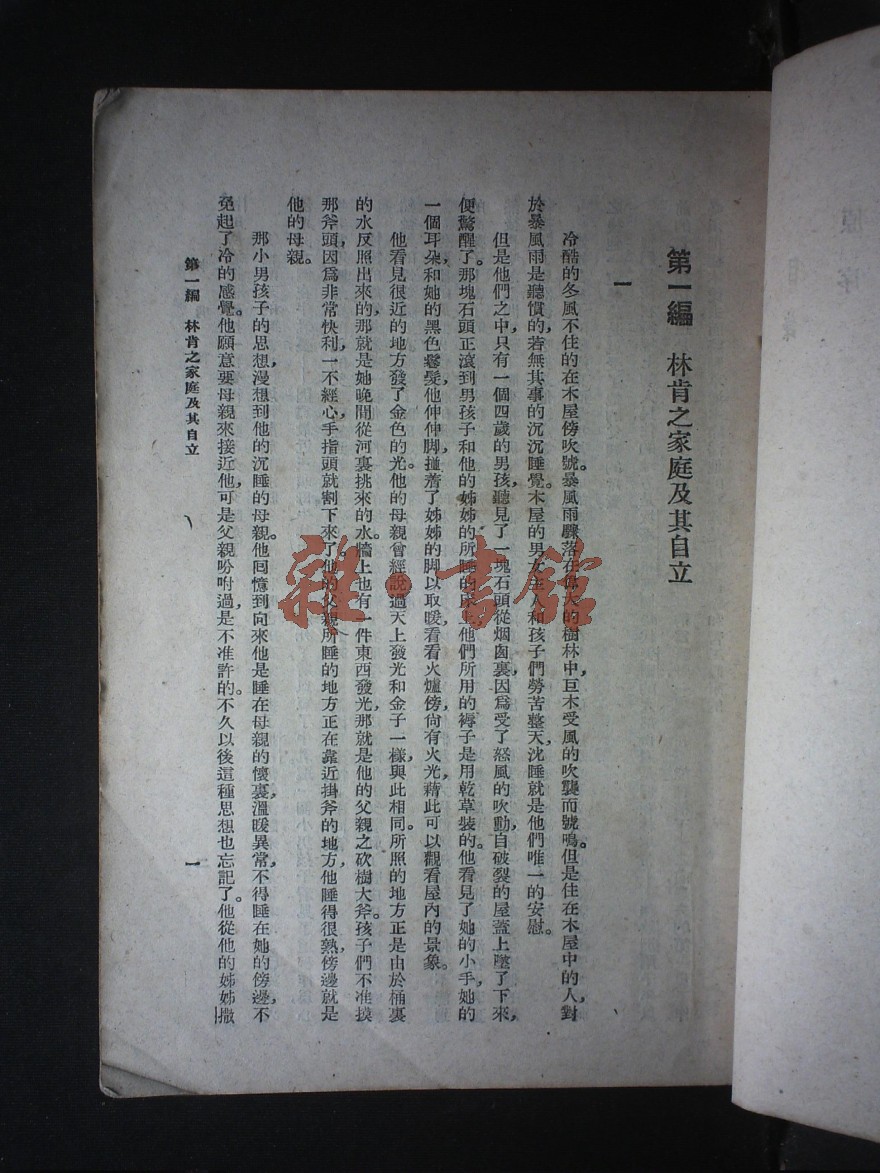 第一編 林肯之家庭及其自立
一
冷酷的冬風不住的在木屋傍吹號。暴風雨驟落在偉大的樹林中，巨木受風的吹襲而號鳴。但是住在木屋中的人，對
於暴風雨是聽慣的，若無其事的沉沉睡覺。木屋的男女主人和孩子們勞苦整天，沈睡就是他們唯一的安慰。
但是他們之中，只有一個四歲的男孩，聽見了一塊石頭從烟囱裏，因爲受了怒風的吹動，自破裂的屋蓋上墜了下來，
便驚醒了。那塊石頭正滾到男孩子和他的姊姊的所睡的床上，他們所用的褥子是用乾草裝的。他看見了她的小手，她的
一個耳朵和她的黑色鬈髮，他伸伸脚，碰着了姊姊的脚以取暖，看看火爐傍尙有火光，藉此可以觀看屋內的景象。
他看見很近的地方發了金色的光。他的母親曾經說過天上發光和金子一樣，與此相同。所照的地方正是由於桶裏
的水反照出來的，那就是她晚間從河裏挑來的水。牆上也有一件東西發光，那就是他的父親之砍樹大斧。孩子們不准摸
那斧頭，因爲非常快利，一不經心，手指頭就割下來了。他的父親所睡的地方正在靠近掛斧的地方，他睡得很熟，傍邊就是
他的母親。
那小男孩子的思想，漫想到他的沉睡的母親。他囘憶到向來他是睡在母親的懷裏，溫暖異常，不得睡在她的傍邊，不
免起了冷的感覺。他願意要母親來接近他，可是父親吩咐過，是不准許的。不久以後這種思想也忘記了。他從他的姊姊撒
第一編 林肯之家庭及其自立
一
雜·書館